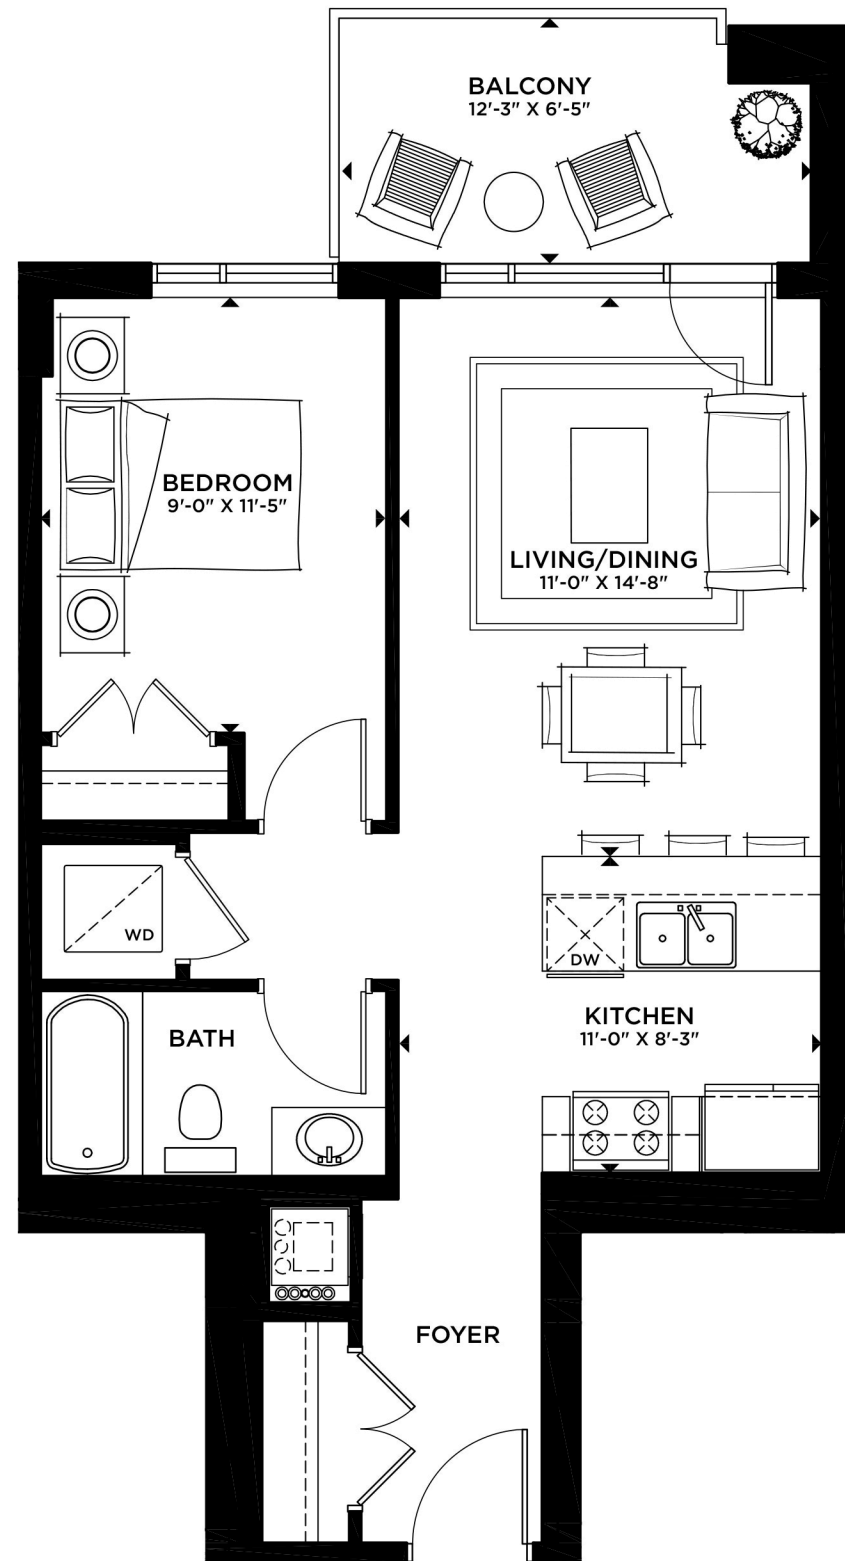 BALCONY
12'-3" X 6'-5"
BEDROOM
9'-0" X 11'-5"
LIVING/DINING
11'-0" X 14'-8"
WD
DW
KITCHEN
11'-0" X 8'-3"
BATH
FOYER